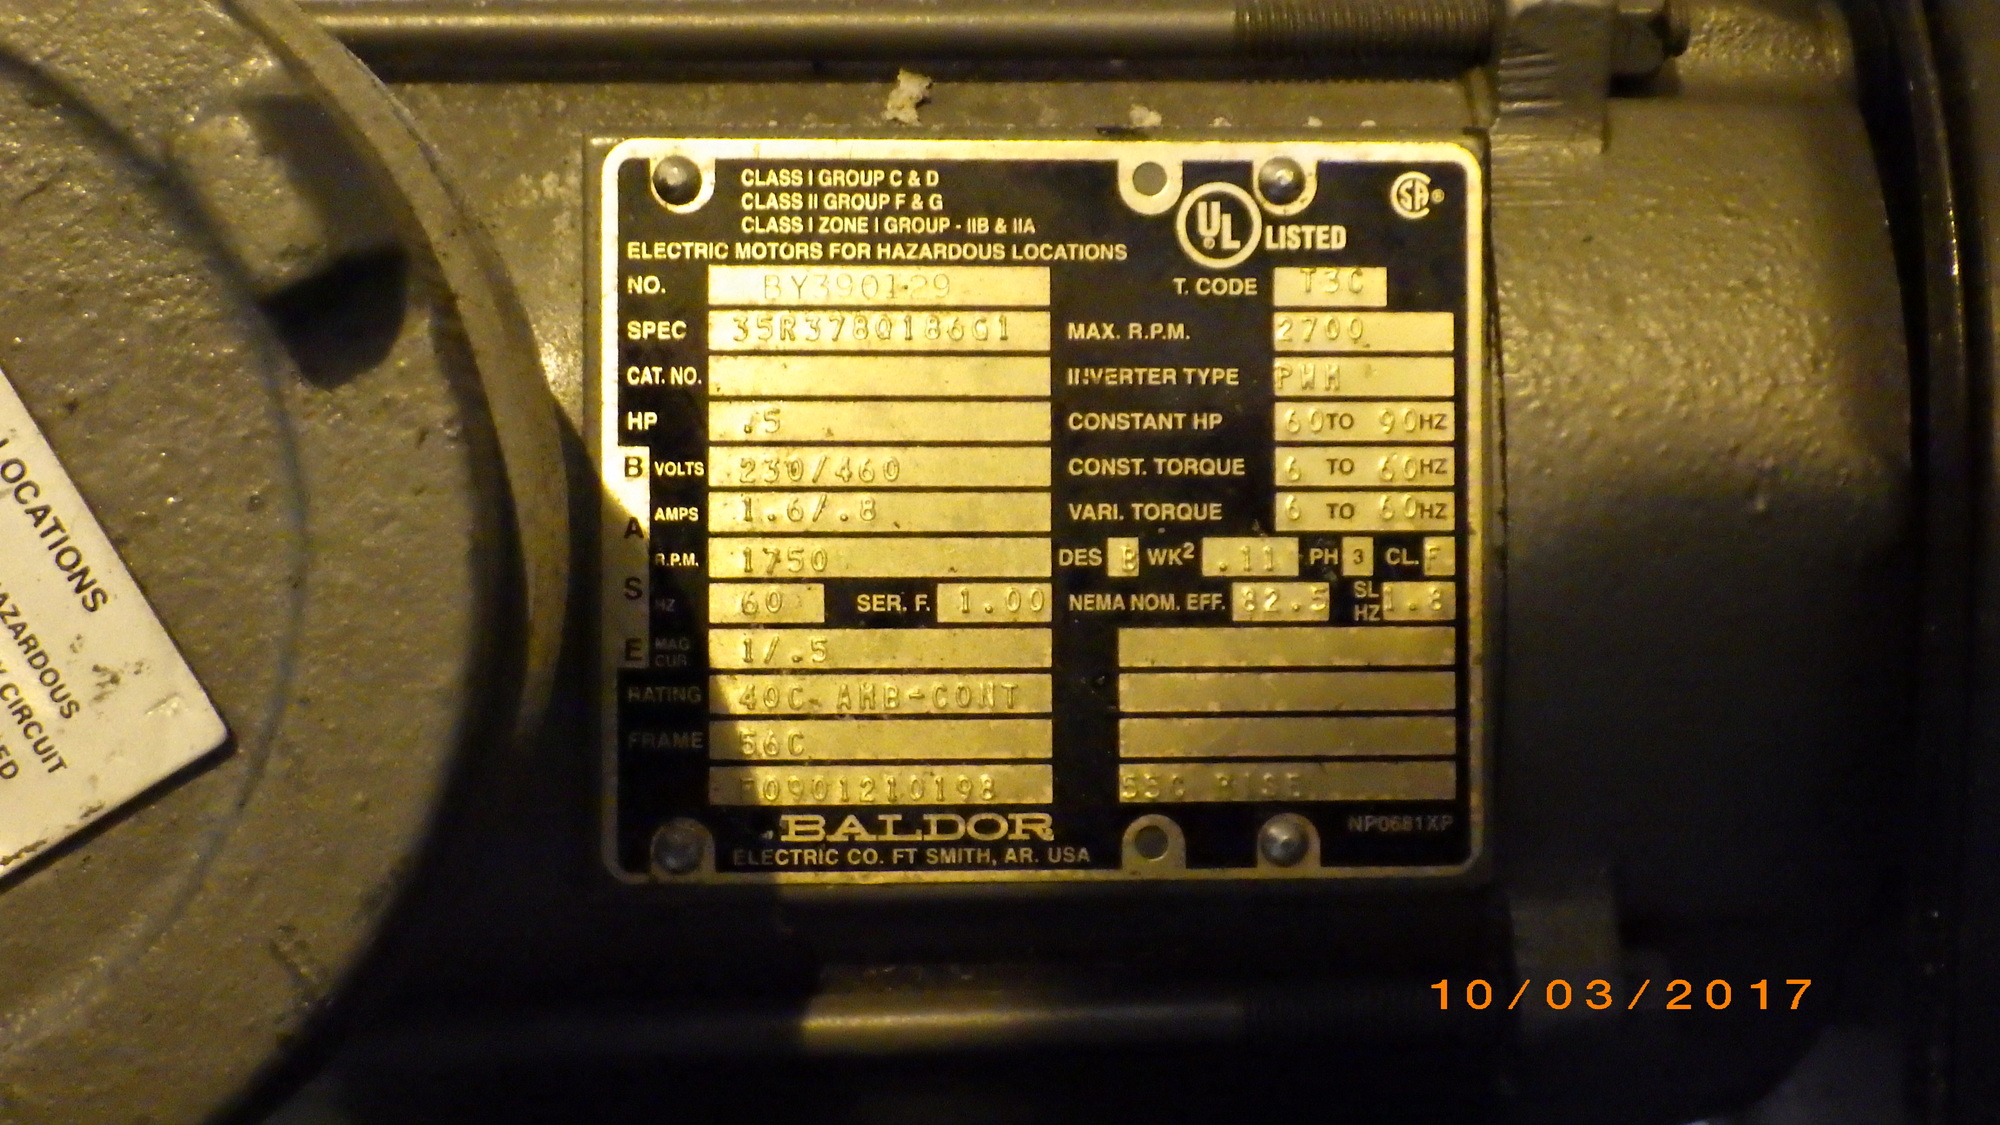 CLASS I GROUP C & D
CLASS II GROUP F & G
CLASS I ZONE I GROUP - IIB & IIA
ELECTRIC MOTORS FOR HAZARDOUS LOCATIONS
UL LISTED
SA
NO. BY390129
T. CODE T3C
SPEC 35R378Q186G1
MAX. R.P.M. 2700
CAT. NO.
INVERTER TYPE PWM
HP .5
CONSTANT HP 60 TO 90 HZ
BASE
VOLTS 230/460
CONST. TORQUE 6 TO 60 HZ
AMPS 1.6/.8
VARI. TORQUE 6 TO 60 HZ
R.P.M. 1750
DES B WK² .11 PH 3 CL. F
HZ 60 SER. F. 1.00
NEMA NOM. EFF. 82.5 SL HZ 1.8
MAG CUR 1/.5
RATING 40C AMB-CONT
FRAME 56C
T0901210198
55C RISE
BALDOR
ELECTRIC CO. FT SMITH, AR. USA
NP0681XP
LOCATIONS
HAZARDOUS
CIRCUIT
10/03/2017